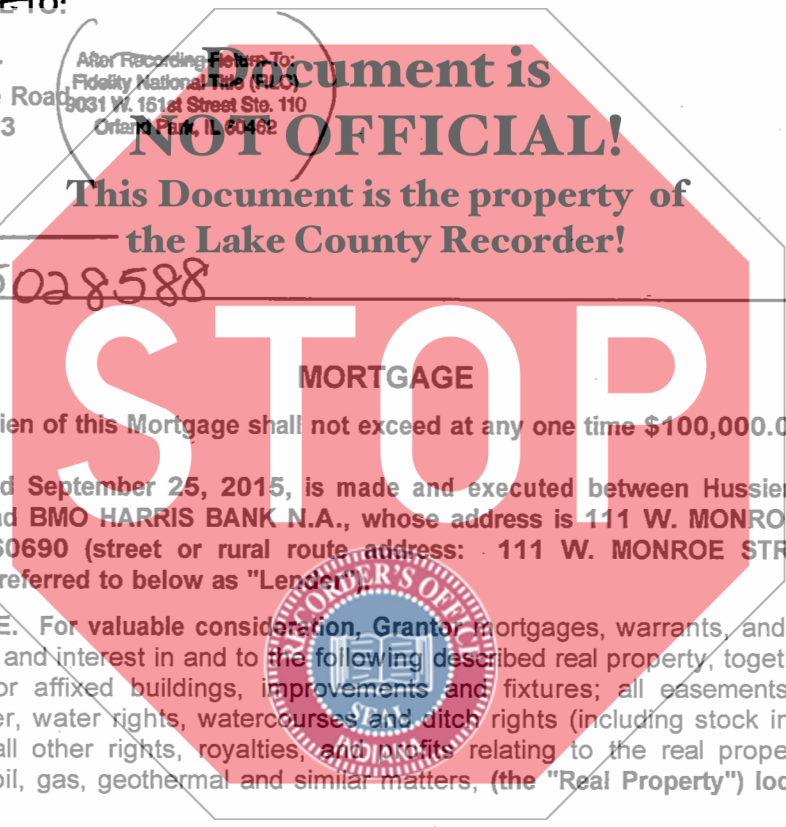 After Recording Return To:
Fidelity National Title (FILC)
Road 9031 W. 151st Street Ste. 110
3 Orland Park, IL 60462
Document is
NOT OFFICIAL!
This Document is the property of
the Lake County Recorder!
028588
STOP
MORTGAGE
lien of this Mortgage shall not exceed at any one time $100,000.0
d September 25, 2015, is made and executed between Hussien
BMO HARRIS BANK N.A., whose address is 111 W. MONRO
60690 (street or rural route address: 111 W. MONROE STR
referred to below as "Lender").
E. For valuable consideration, Grantor mortgages, warrants, and
and interest in and to the following described real property, toget
or affixed buildings, improvements and fixtures; all easements
er, water rights, watercourses and ditch rights (including stock in
all other rights, royalties, and profits relating to the real prope
oil, gas, geothermal and similar matters, (the "Real Property") loc
RECORDER'S OFFICE
SEAL
INDIANA